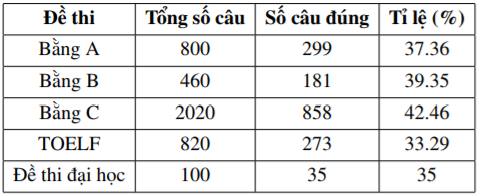 Đề thi Tổng số câu Số câu đúng Tỉ lệ (%)
Bằng A 800 299 37.36
Bằng B 460 181 39.35
Bằng C 2020 858 42.46
TOELF 820 273 33.29
Đề thi đại học 100 35 35